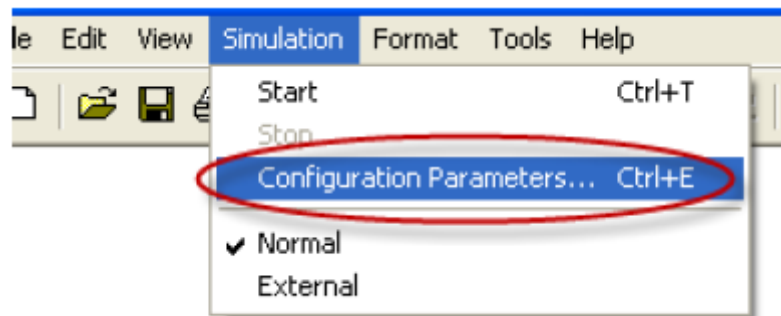 le Edit View Simulation Format Tools Help
Start Ctrl+T
Stop
Configuration Parameters... Ctrl+E
Normal
External